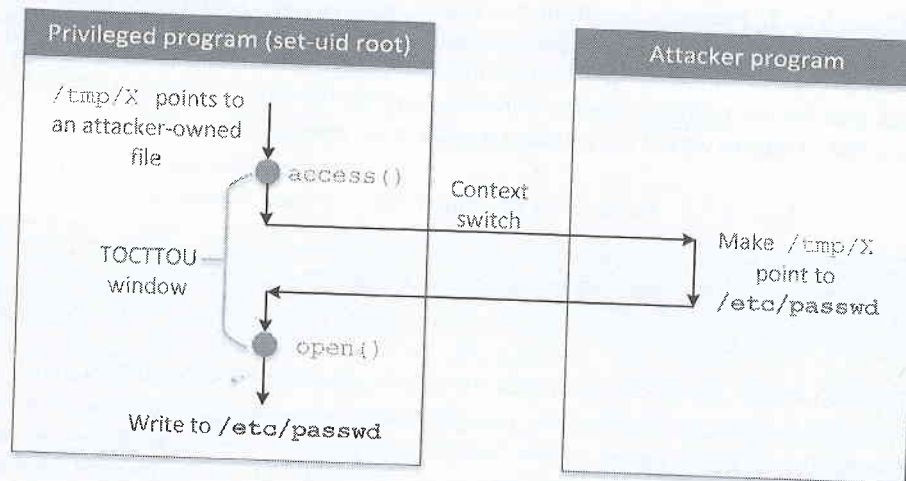 Privileged program (set-uid root)
Attacker program
/tmp/X points to
an attacker-owned
file
access()
Context
switch
TOCTTOU
window
Make /tmp/X
point to
/etc/passwd
open()
Write to /etc/passwd